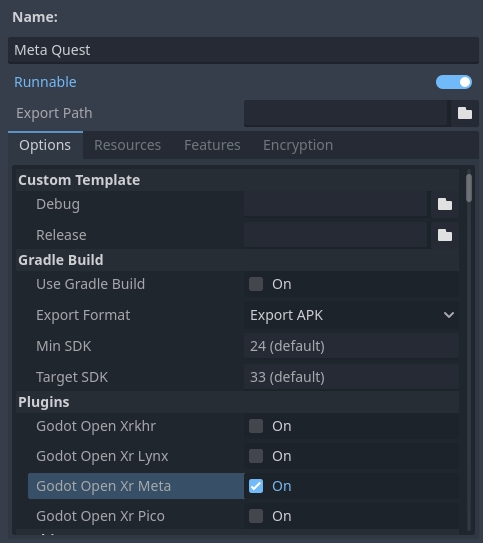 Name:
Meta Quest
Runnable
Export Path
Options Resources Features Encryption
Custom Template
Debug
Release
Gradle Build
Use Gradle Build On
Export Format Export APK
Min SDK 24 (default)
Target SDK 33 (default)
Plugins
Godot Open Xrkhr On
Godot Open Xr Lynx On
Godot Open Xr Meta On
Godot Open Xr Pico On